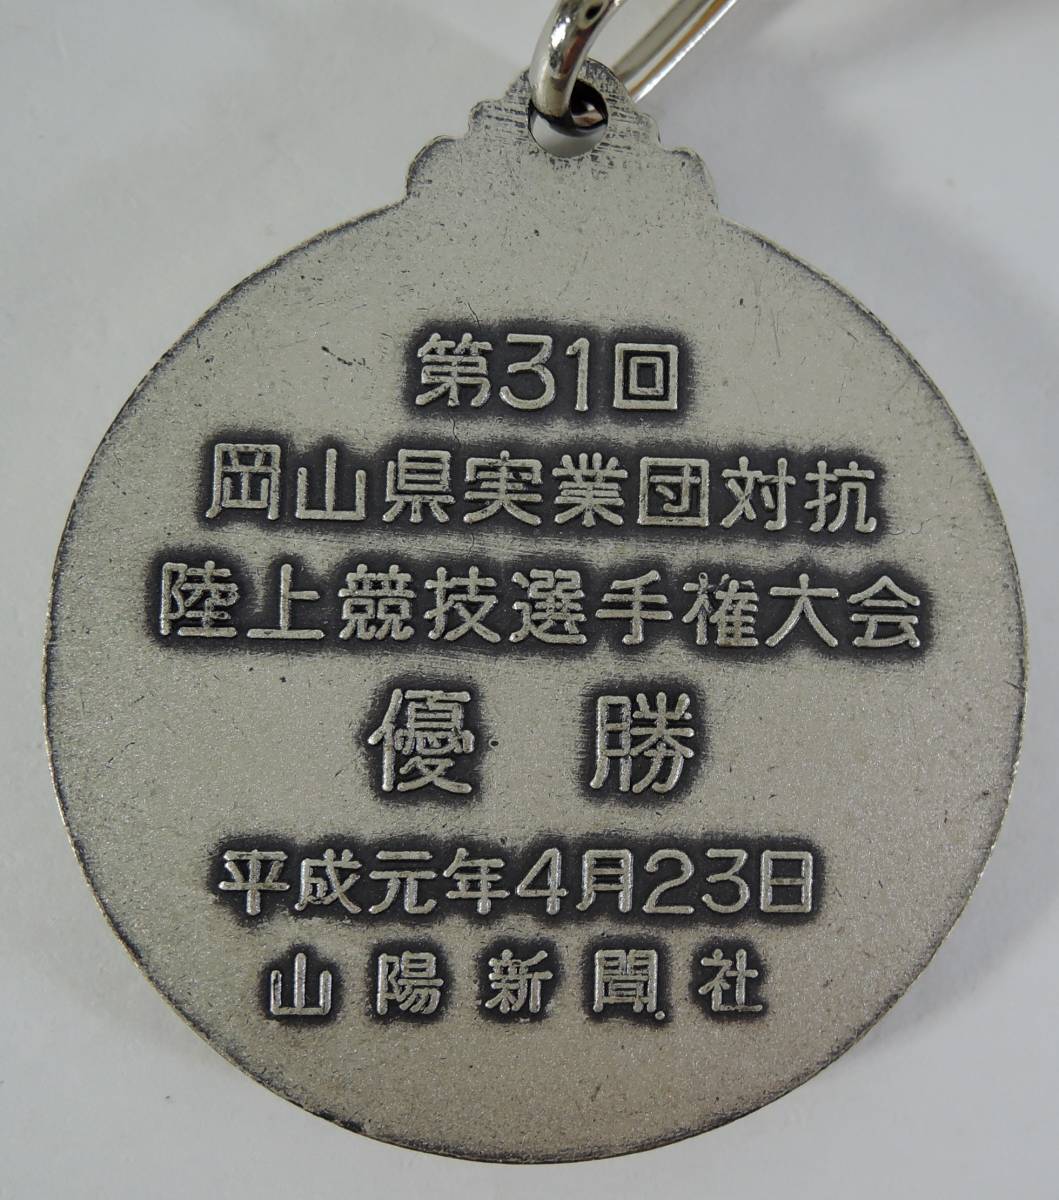 第31回
岡山県実業団対抗
陸上競技選手権大会
優勝
平成元年4月23日
山陽新聞社